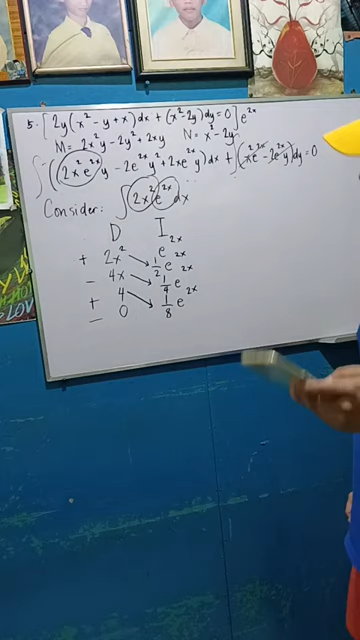 5. [2y(x² - y + x)dx + (x² - 2y)dy = 0] e^2x
M = 2x²y - 2y² + 2xy N = x² - 2y
∫(2x²e^2x y - 2e^2x y² + 2xe^2x y)dx + ∫(x²e^2x - 2e^2x y)dy = 0
Consider: ∫2x²e^2x dx
D I
+ 2x² e^2x
- 4x 1/2 e^2x
+ 4 1/4 e^2x
- 0 1/8 e^2x